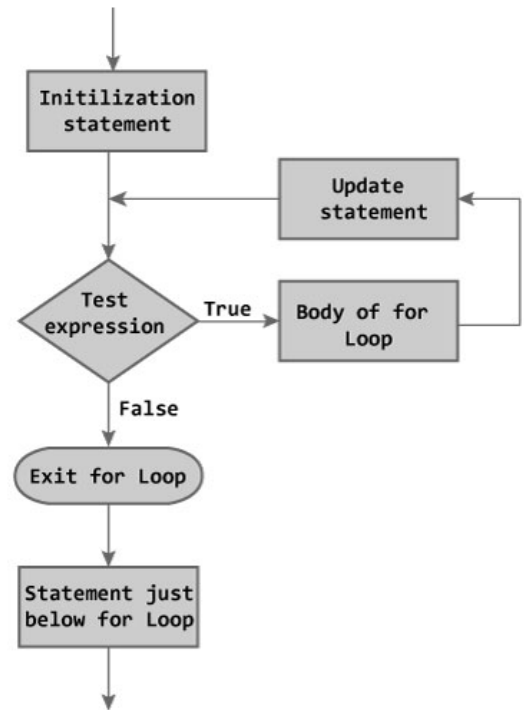 Initilization
statement
Update
statement
Test
expression
True
Body of for
Loop
False
Exit for Loop
Statement just
below for Loop